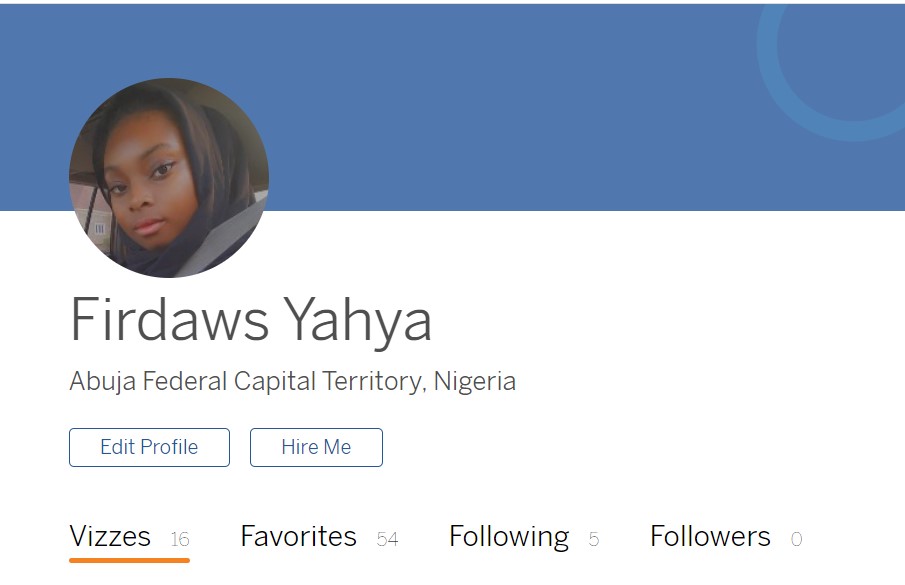 Firdaws Yahya
Abuja Federal Capital Territory, Nigeria
Edit Profile Hire Me
Vizzes 16 Favorites 54 Following 5 Followers 0